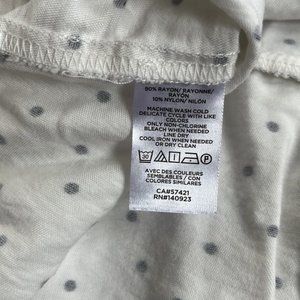 90% RAYON/ RAYONNE/
RAYÓN
10% NYLON/ NILÓN
MACHINE WASH COLD
DELICATE CYCLE WITH LIKE
COLORS
ONLY NON-CHLORINE
BLEACH WHEN NEEDED
LINE DRY
COOL IRON WHEN NEEDED
OR DRY CLEAN
30 P
AVEC DES COULEURS
SEMBLABLES / CON
COLORES SIMILARES
CA#57421
RN#140923